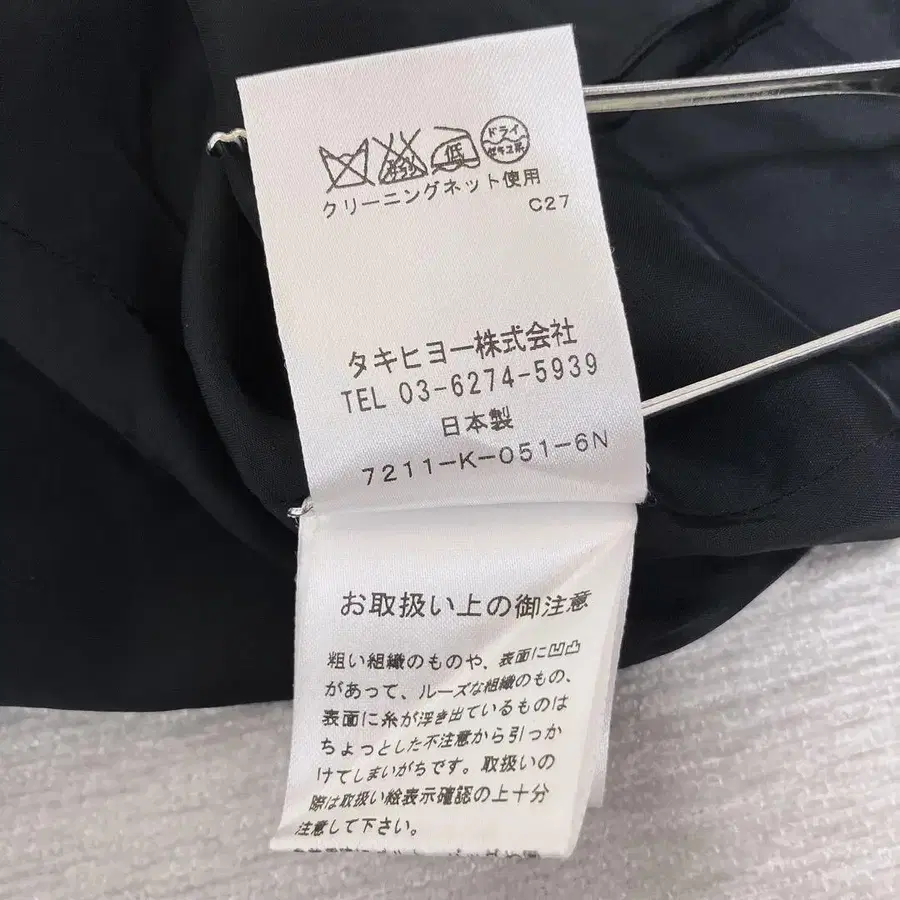 エンソサラシ 低 ドライ
セキユ系
クリーニングネット使用
C27
タキヒヨー株式会社
TEL 03-6274-5939
日本製
7211-K-051-6N
お取扱い上の御注意
粗い組織のものや、表面に凹凸
があって、ルーズな組織のもの、
表面に糸が浮き出ているものは
ちょっとした不注意から引っか
けてしまいがちです。取扱いの
際は取扱い絵表示確認の上十分
注意して下さい。